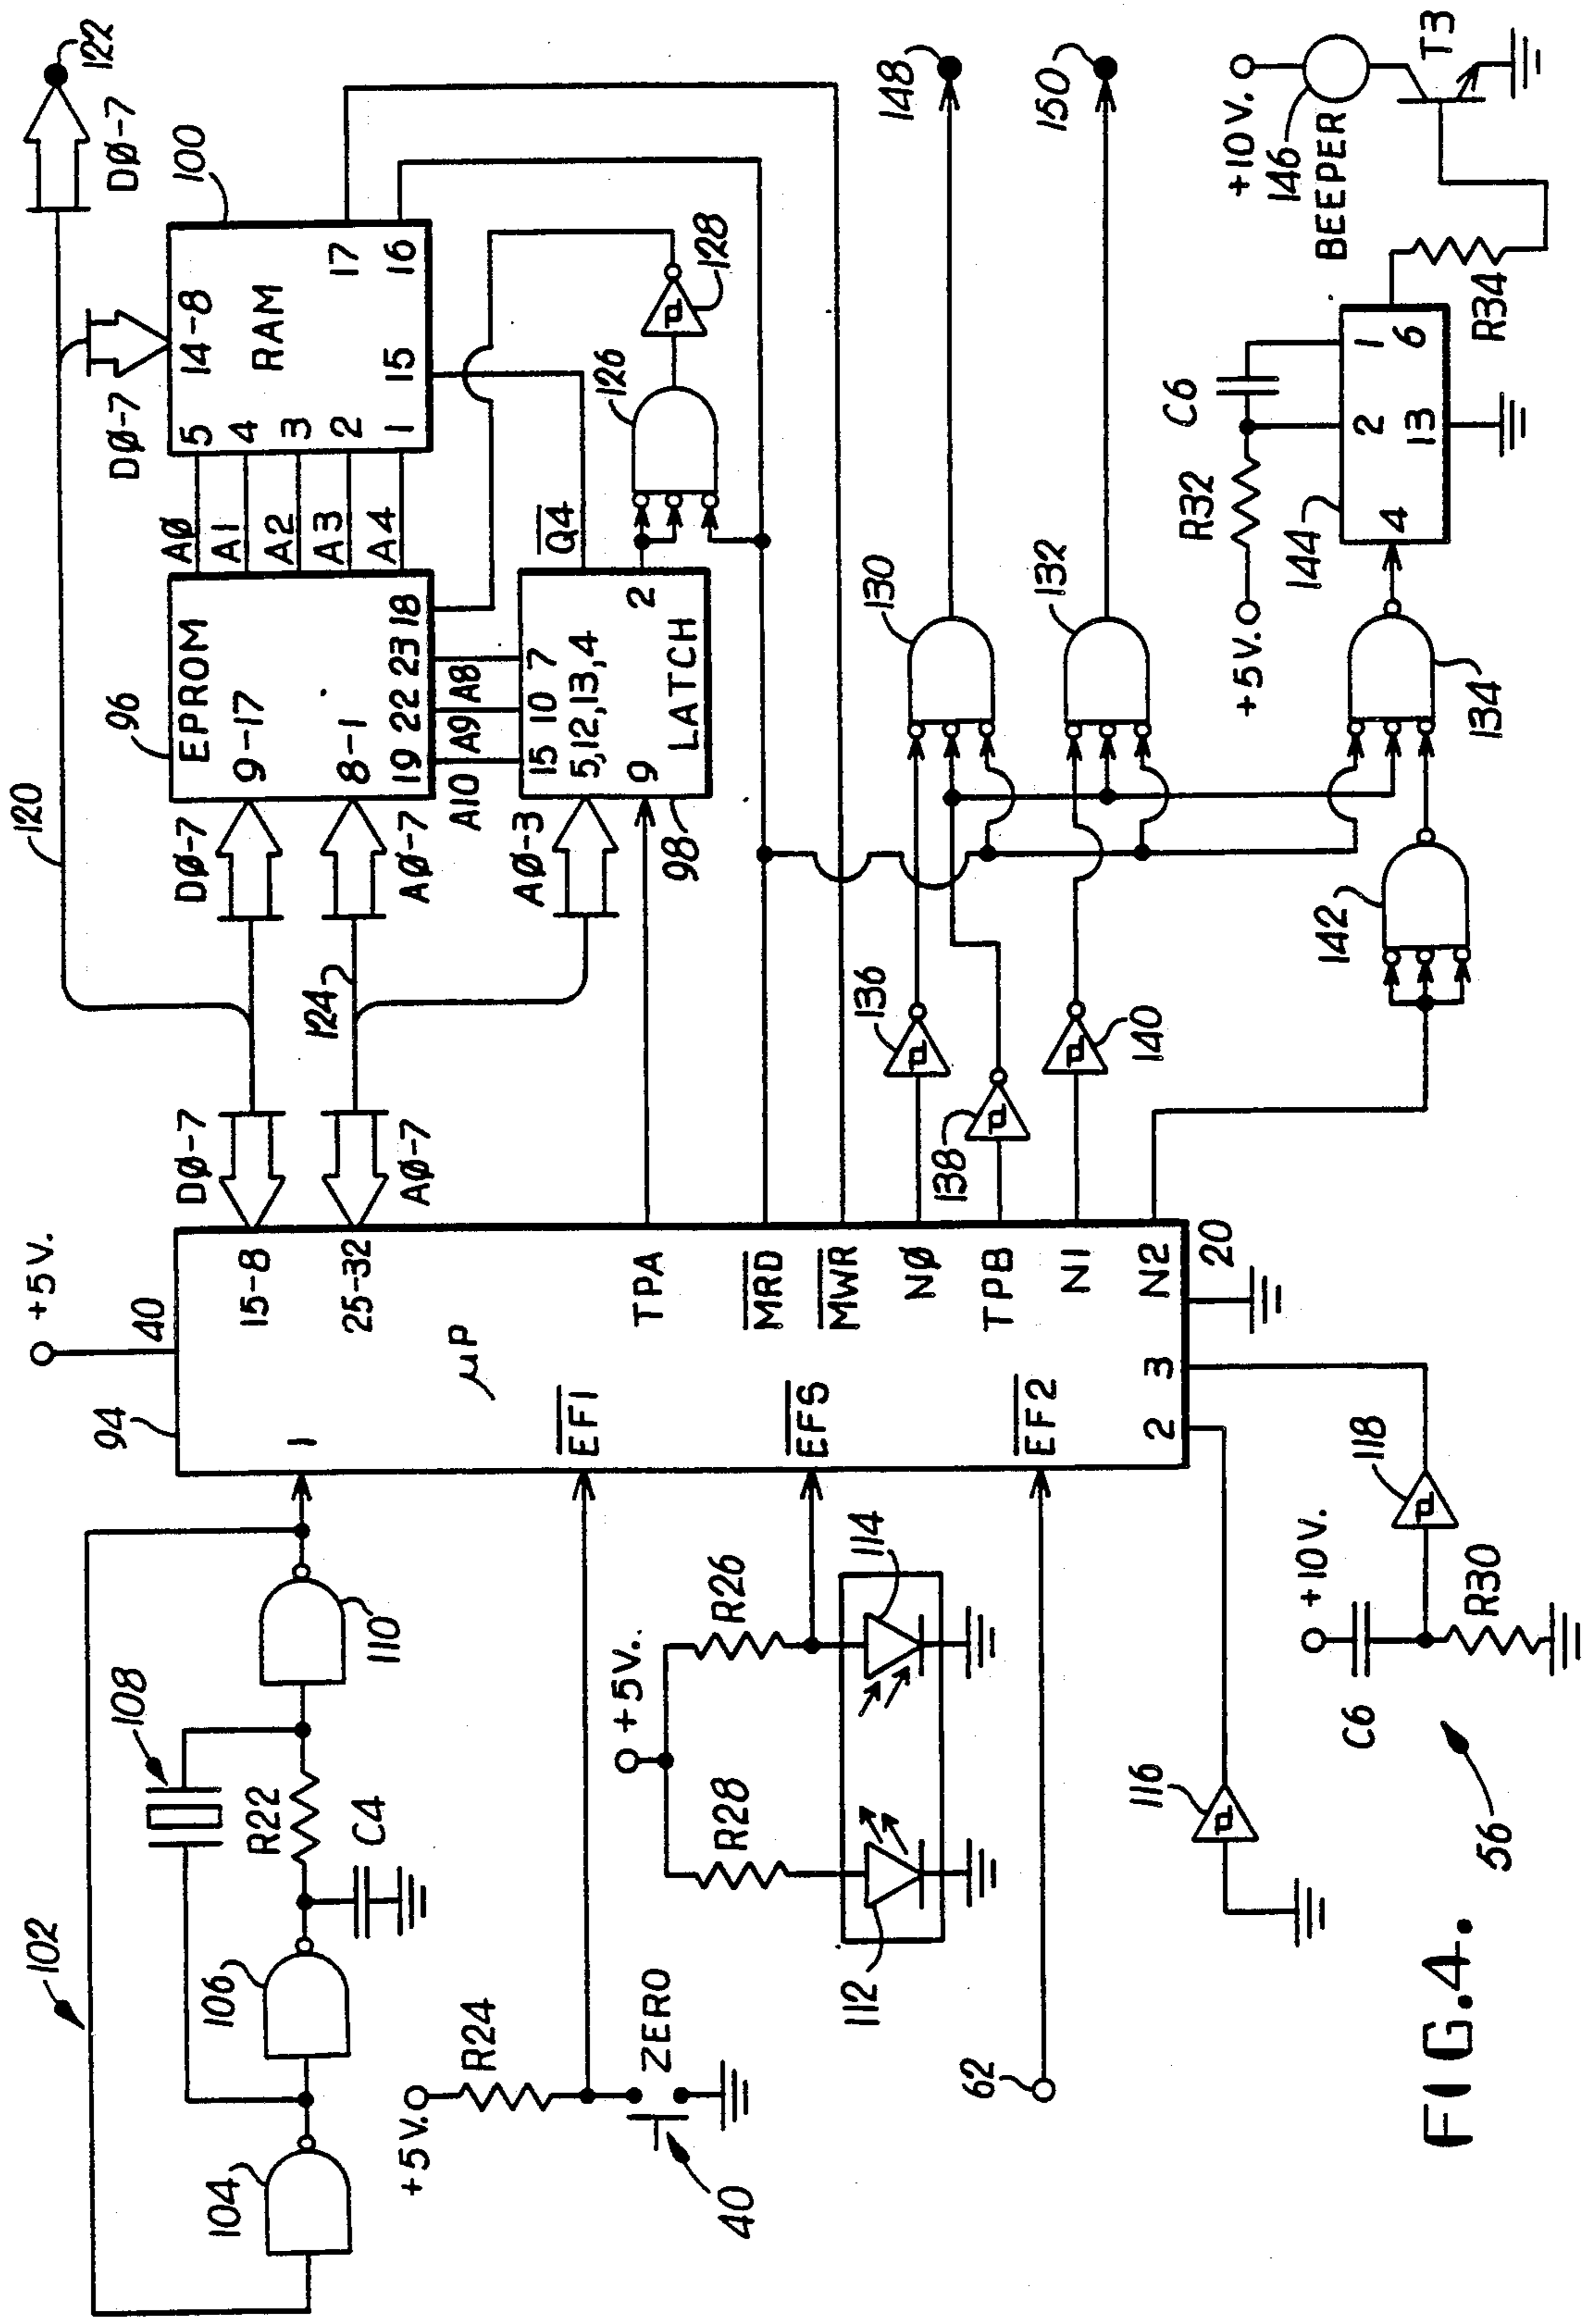 102
104
106
108
110
R22
C4
+5V.
R24
ZERO
40
+5V.
R28
R26
112
114
62
116
+10V.
C6
R30
118
56
+5V.
40
94
μP
1
EF1
EFS
EF2
2
3
20
15-8
25-32
TPA
MRD
MWR
NØ
TPB
N1
N2
DØ-7
AØ-7
120
124
DØ-7
AØ-7
AØ-3
96
EPROM
9-17
8-1
19 22 23 18
A10 A9 A8
15 10 7
5,12,13,4
9
2
LATCH
98
Q4
AØ
A1
A2
A3
A4
DØ-7
100
14-8
RAM
5
4
3
2
1
15
17
16
DØ-7
122
126
128
130
132
134
136
138
140
142
148
150
+5V.
R32
C6
144
4
2
1
13
6
R34
+10V.
146
BEEPER
T3
FIG.4.